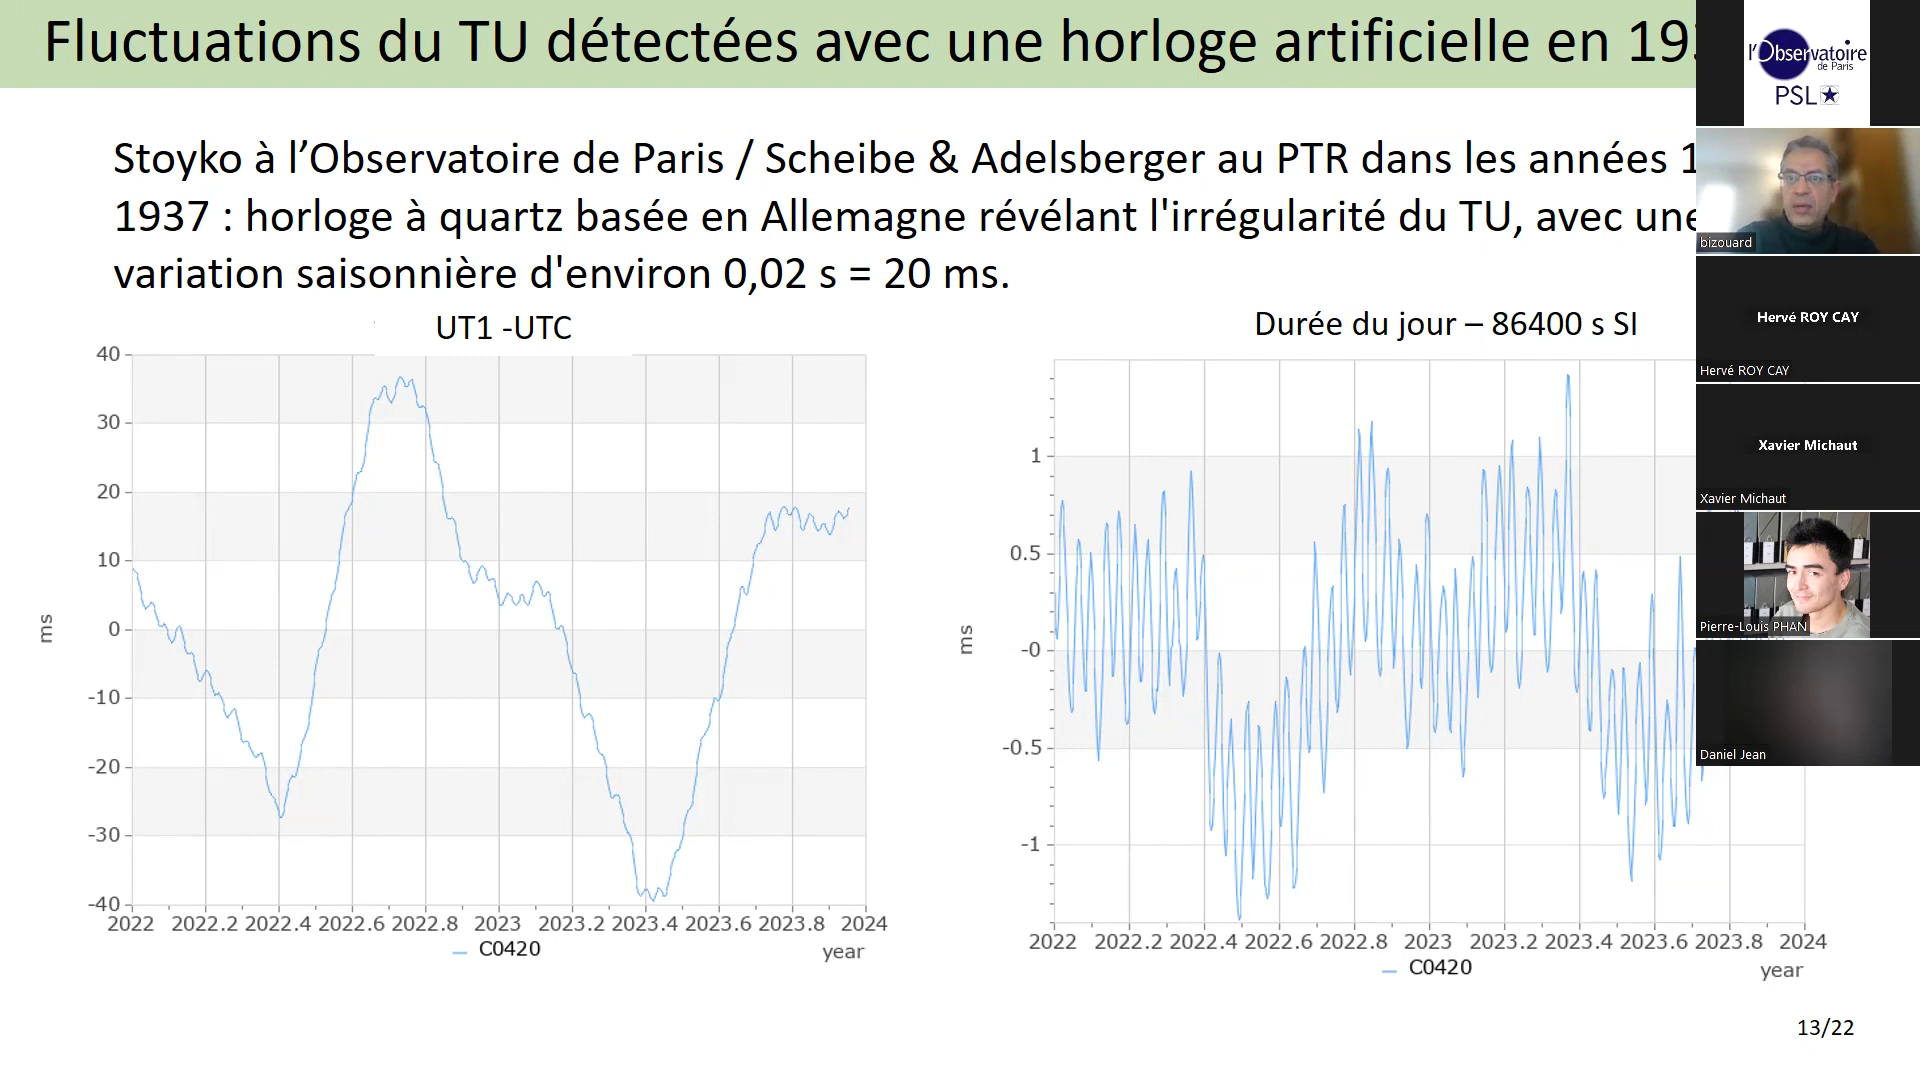 Fluctuations du TU détectées avec une horloge artificielle en
l'Observatoire
de Paris
PSL
Stoyko à l’Observatoire de Paris / Scheibe & Adelsberger au PTR dans les années
1937 : horloge à quartz basée en Allemagne révélant l'irrégularité du TU, avec une
variation saisonnière d'environ 0,02 s = 20 ms.
bizouard
Hervé ROY CAY
Hervé ROY CAY
Xavier Michaut
Xavier Michaut
Pierre-Louis PHAN
Daniel Jean
UT1 -UTC
40
30
20
10
0
-10
-20
-30
-40
ms
2022 2022.2 2022.4 2022.6 2022.8 2023 2023.2 2023.4 2023.6 2023.8 2024
C0420
year
Durée du jour – 86400 s SI
1
0.5
-0
-0.5
-1
ms
2022 2022.2 2022.4 2022.6 2022.8 2023 2023.2 2023.4 2023.6 2023.8 2024
C0420
year
13/22